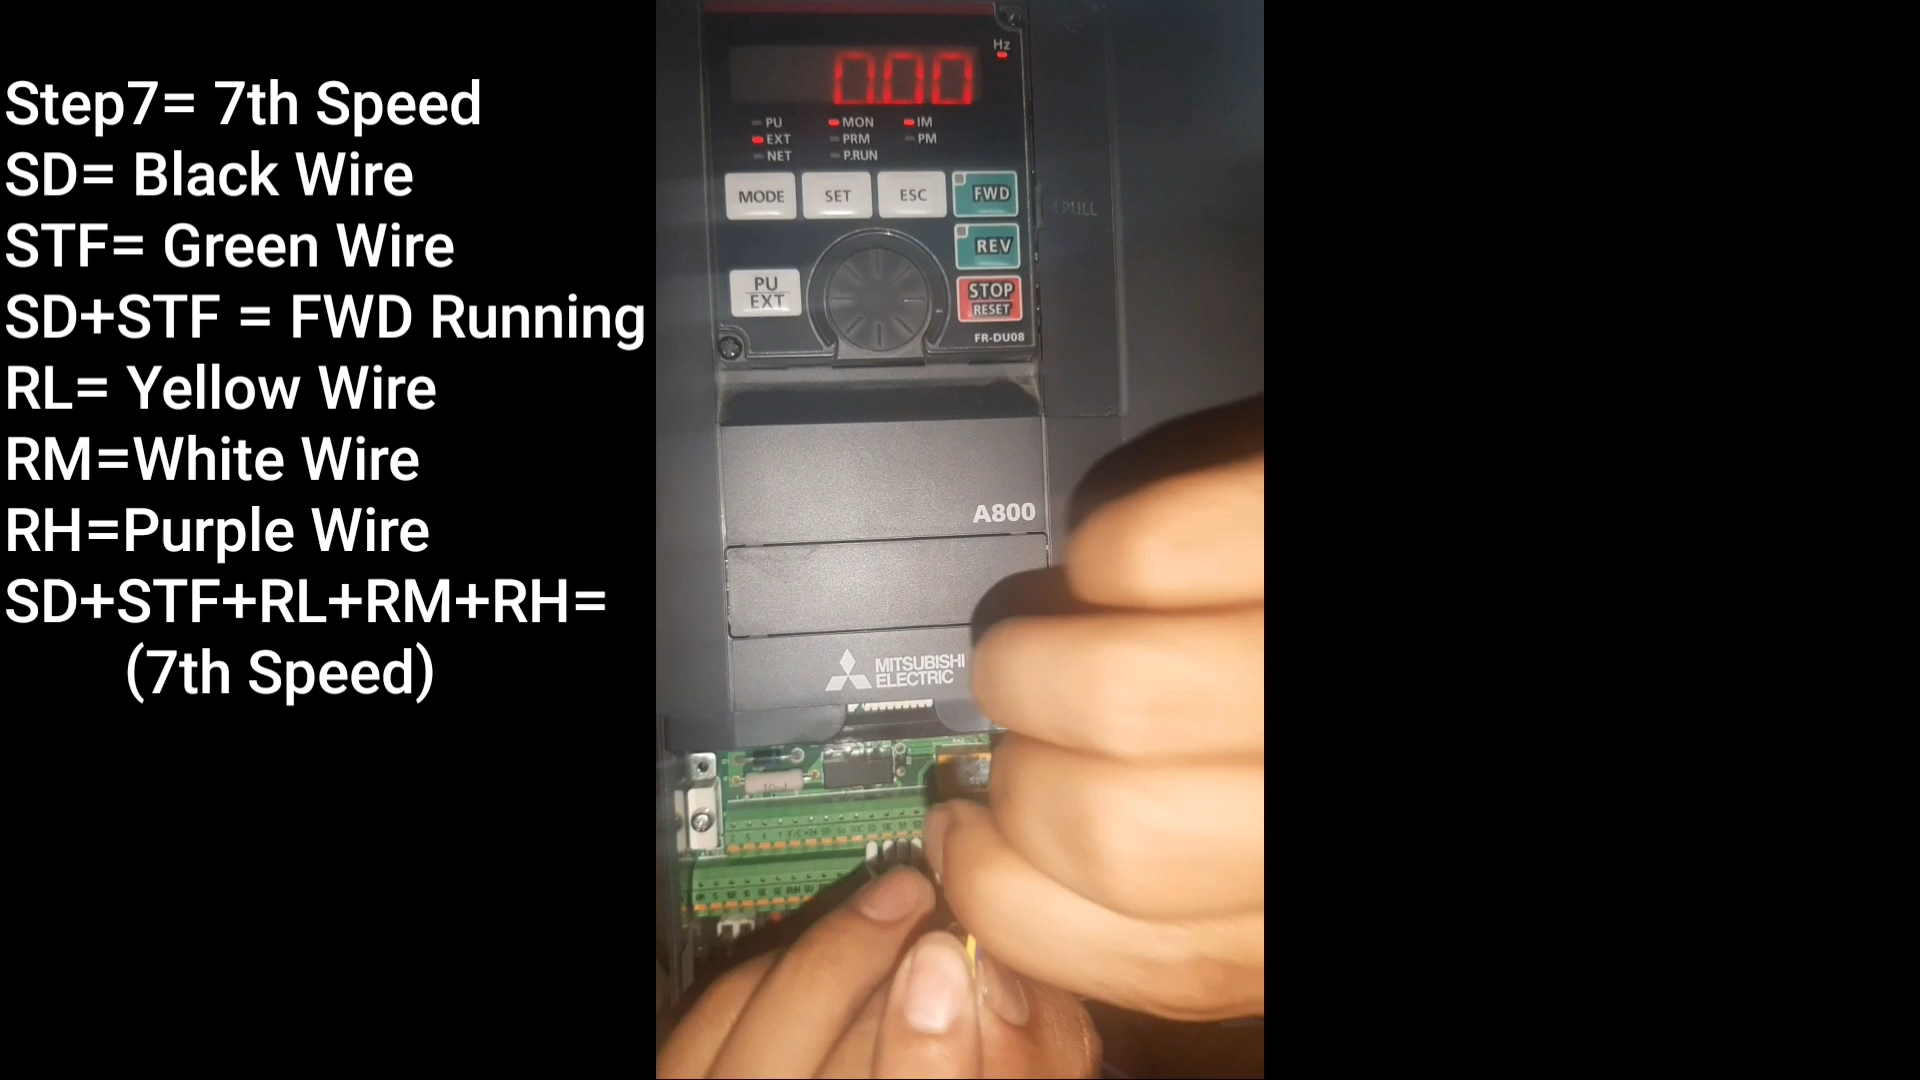 Step7= 7th Speed
SD= Black Wire
STF= Green Wire
SD+STF = FWD Running
RL= Yellow Wire
RM=White Wire
RH=Purple Wire
SD+STF+RL+RM+RH=
(7th Speed)
Hz
0.00
PU MON IM
EXT PRM PM
NET P.RUN
MODE SET ESC FWD
REV
PU
EXT
STOP
RESET
FR-DU08
PULL
A800
MITSUBISHI
ELECTRIC